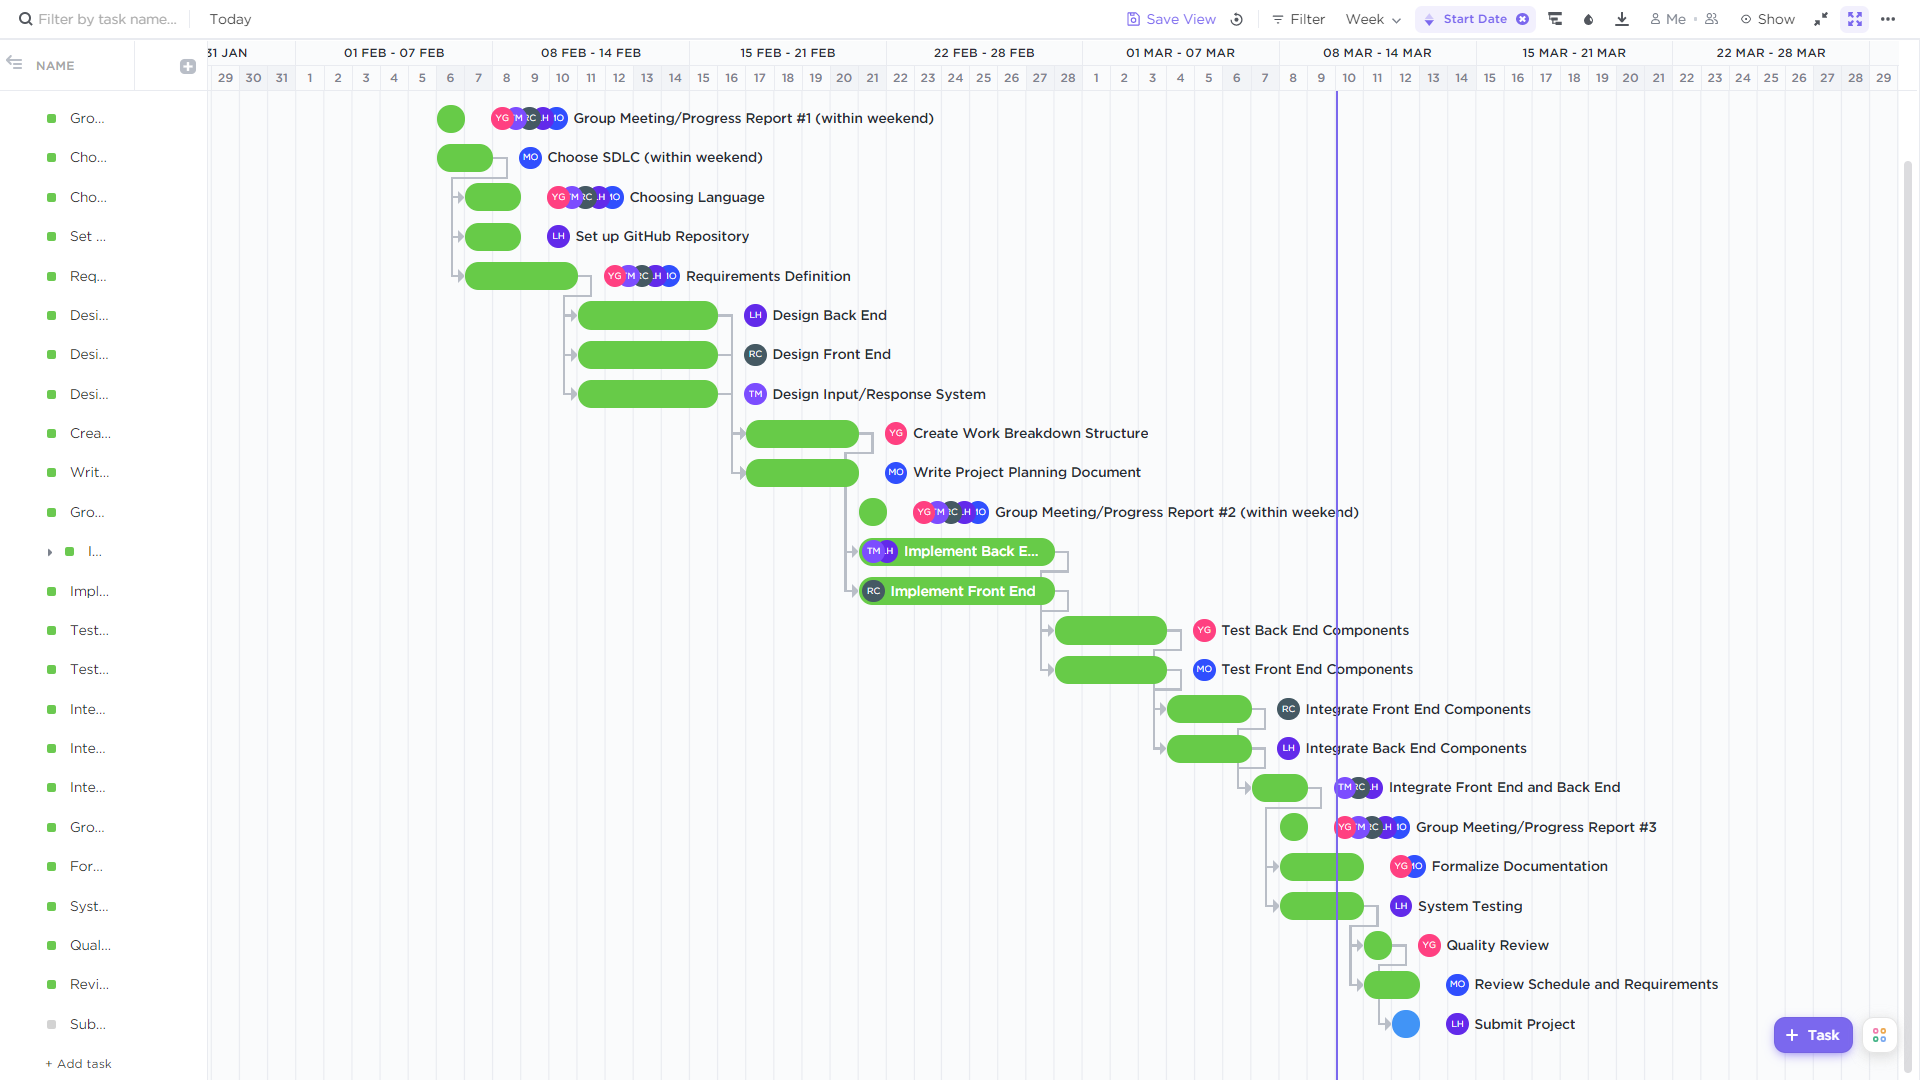 Filter by task name... Today Save View Filter Week Start Date Me Show
NAME 31 JAN 01 FEB - 07 FEB 08 FEB - 14 FEB 15 FEB - 21 FEB 22 FEB - 28 FEB 01 MAR - 07 MAR 08 MAR - 14 MAR 15 MAR - 21 MAR 22 MAR - 28 MAR
29 30 31 1 2 3 4 5 6 7 8 9 10 11 12 13 14 15 16 17 18 19 20 21 22 23 24 25 26 27 28 1 2 3 4 5 6 7 8 9 10 11 12 13 14 15 16 17 18 19 20 21 22 23 24 25 26 27 28 29
Gro... YG TM RC LH MO Group Meeting/Progress Report #1 (within weekend)
Cho... MO Choose SDLC (within weekend)
Cho... YG TM RC LH MO Choosing Language
Set ... LH Set up GitHub Repository
Req... YG TM RC LH MO Requirements Definition
Desi... LH Design Back End
Desi... RC Design Front End
Desi... TM Design Input/Response System
Crea... YG Create Work Breakdown Structure
Writ... MO Write Project Planning Document
Gro... YG TM RC LH MO Group Meeting/Progress Report #2 (within weekend)
I... TM LH Implement Back E...
Impl... RC Implement Front End
Test... YG Test Back End Components
Test... MO Test Front End Components
Inte... RC Integrate Front End Components
Inte... LH Integrate Back End Components
Inte... TM RC LH Integrate Front End and Back End
Gro... YG TM RC LH MO Group Meeting/Progress Report #3
For... YG MO Formalize Documentation
Syst... LH System Testing
Qual... YG Quality Review
Revi... MO Review Schedule and Requirements
Sub... LH Submit Project
+ Task
+ Add task